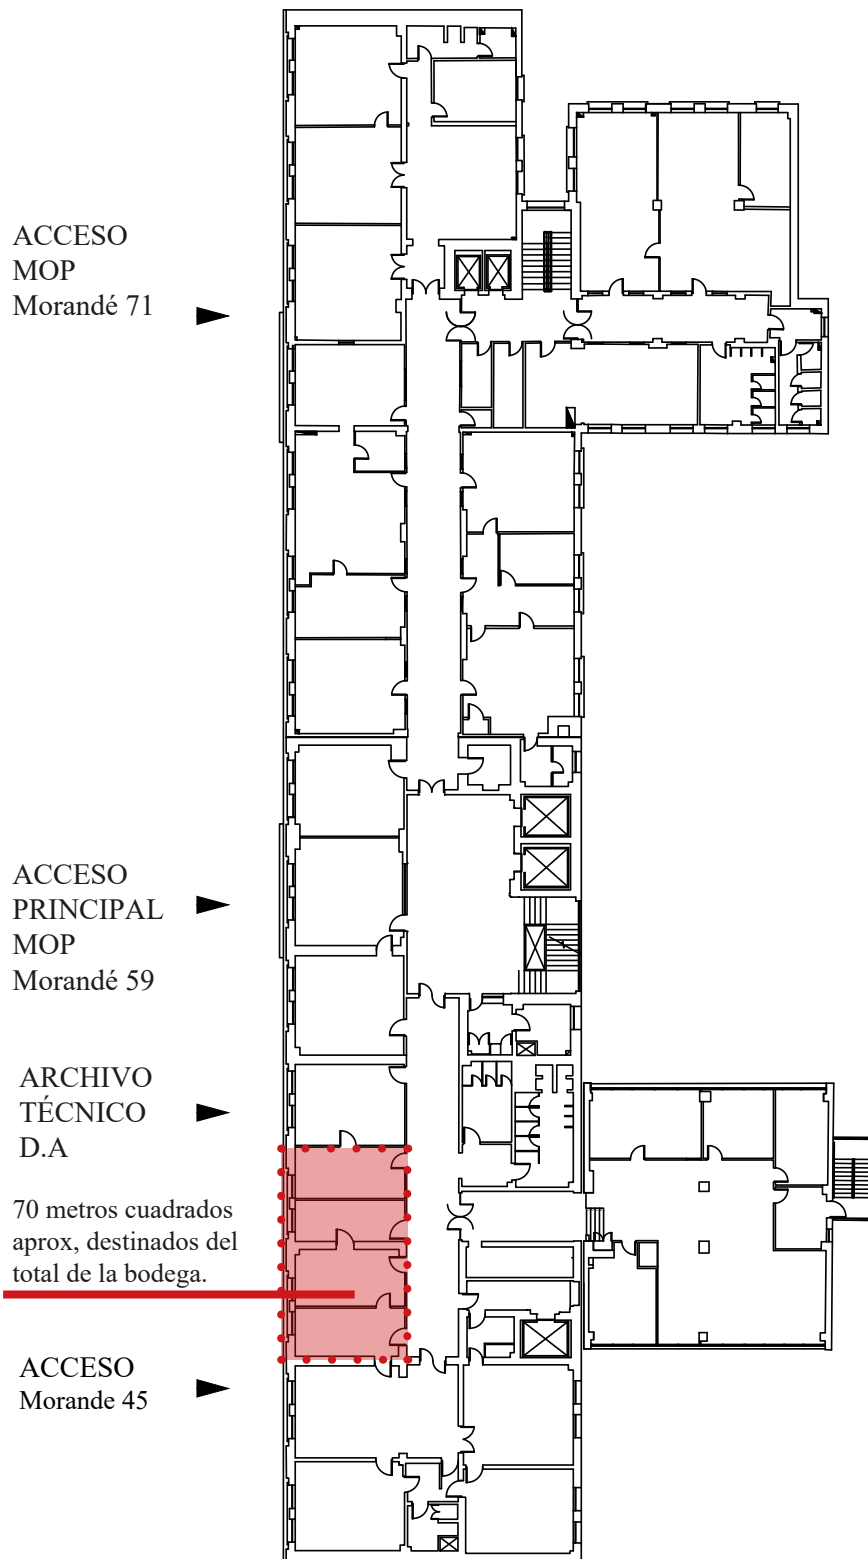 ACCESO
MOP
Morandé 71
ACCESO
PRINCIPAL
MOP
Morandé 59
ARCHIVO
TÉCNICO
D.A
70 metros cuadrados
aprox, destinados del
total de la bodega.
ACCESO
Morande 45